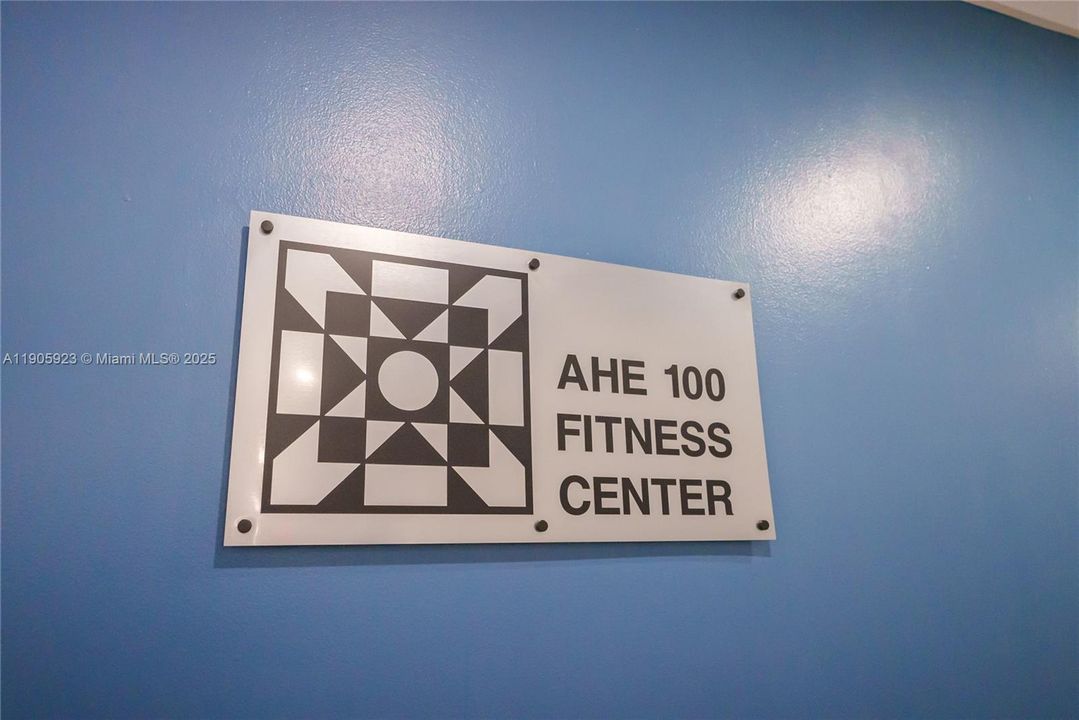 A11905923 © Miami MLS® 2025
AHE 100
FITNESS
CENTER